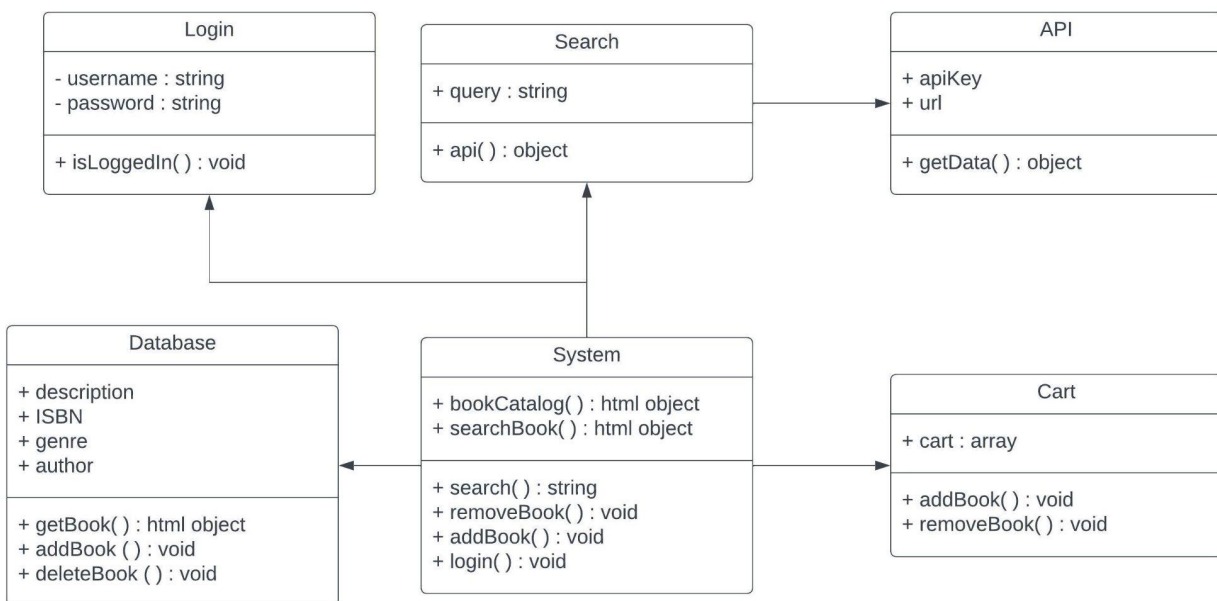 Login
- username : string
- password : string
+ isLoggedIn( ) : void
Search
+ query : string
+ api( ) : object
API
+ apiKey
+ url
+ getData( ) : object
Database
+ description
+ ISBN
+ genre
+ author
+ getBook( ) : html object
+ addBook ( ) : void
+ deleteBook ( ) : void
System
+ bookCatalog( ) : html object
+ searchBook( ) : html object
+ search( ) : string
+ removeBook( ) : void
+ addBook( ) : void
+ login( ) : void
Cart
+ cart : array
+ addBook( ) : void
+ removeBook( ) : void